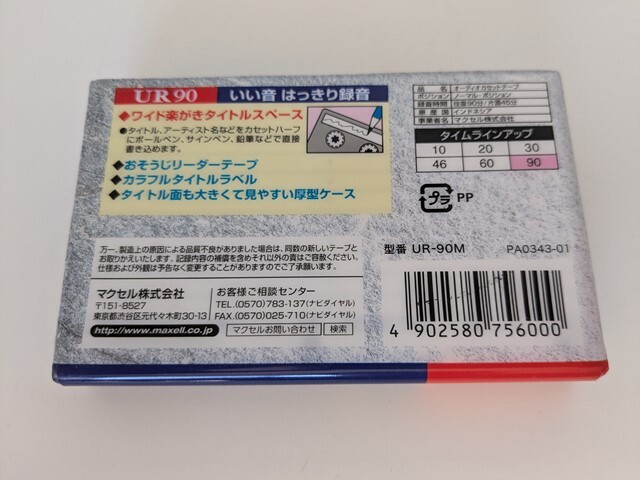 UR90 いい音 はっきり録音
◆ワイド楽がきタイトルスペース
●タイトル、アーティスト名などをカセットハーフ
にボールペン、サインペン、鉛筆などで直接
書き込めます。
◆おそうじリーダーテープ
◆カラフルタイトルラベル
◆タイトル面も大きくて見やすい厚型ケース
品 名 オーディオカセットテープ
ポジション ノーマル ポジション
録音時間 往復90分/片道45分
原産国 インドネシア
事業者名 マクセル株式会社
タイムラインアップ
10 20 30
46 60 90
プラ PP
万一、製造上の原因による品質不良がありました場合は、同数の新しいテープと
お取りかえいたします。記録内容の補償を含めそれ以外の責はご容赦ください。
仕様および外観は予告なく変更することがありますのでご了承願います。
マクセル株式会社
〒151-8527
東京都渋谷区元代々木町30-13
http://www.maxell.co.jp
お客様ご相談センター
TEL.(0570)783-137(ナビダイヤル)
FAX.(0570)025-710(ナビダイヤル)
マクセルお問い合わせ 検索
型番 UR-90M PA0343-01
4 902580 756000